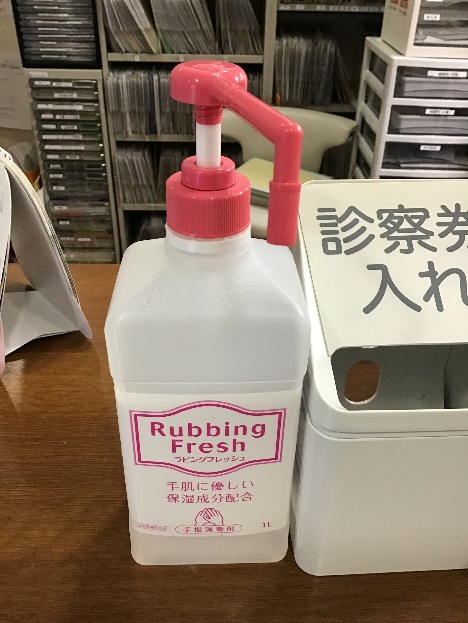 診察券
入れ
Rubbing
Fresh
ラビングフレッシュ
手肌に優しい
保湿成分配合
手指消毒剤
1L